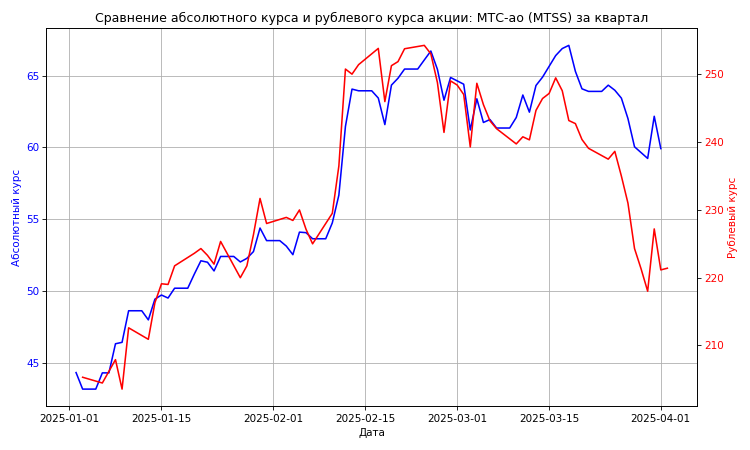 Сравнение абсолютного курса и рублевого курса акции: МТС-ао (MTSS) за квартал
Абсолютный курс
65
60
55
50
45
250
240
230
220
210
Рублевый курс
2025-01-01 2025-01-15 2025-02-01 2025-02-15 2025-03-01 2025-03-15 2025-04-01
Дата